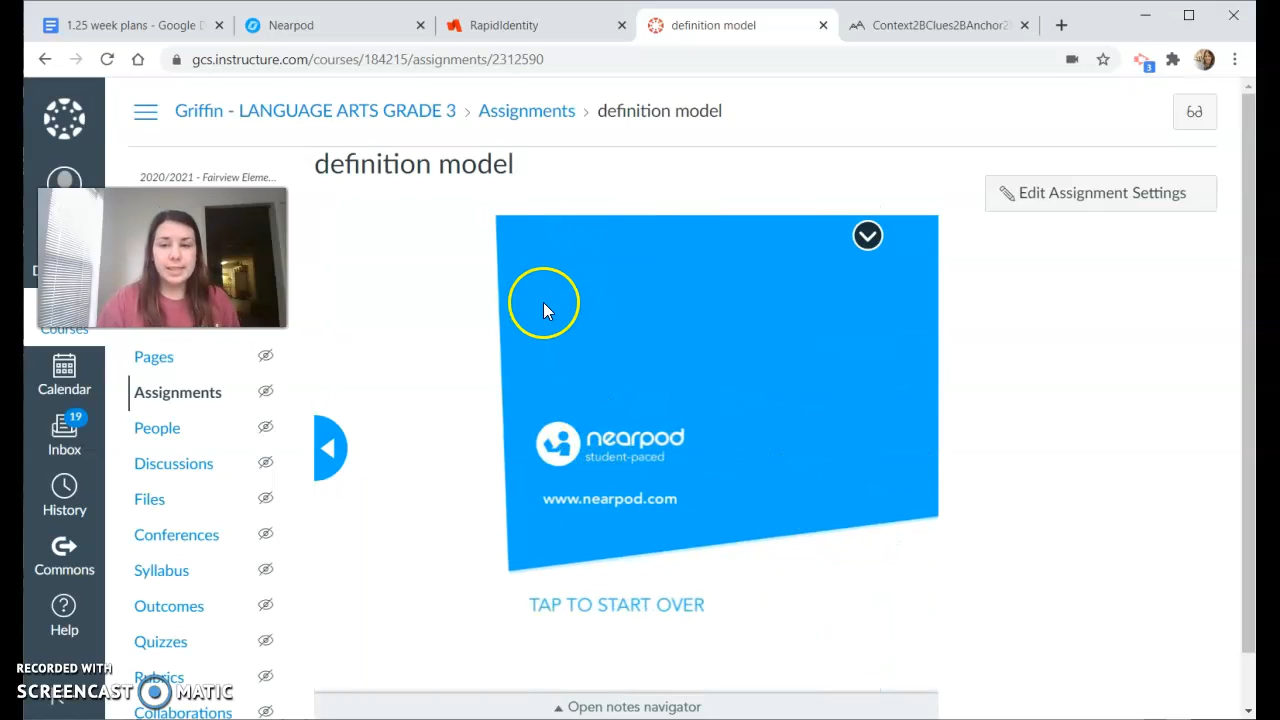 1.25 week plans - Google D
Nearpod
RapidIdentity
definition model
Context2BClues2BAnchor2
gcs.instructure.com/courses/184215/assignments/2312590
3
Griffin - LANGUAGE ARTS GRADE 3 › Assignments › definition model
definition model
2020/2021 - Fairview Eleme...
Edit Assignment Settings
Courses
Pages
Calendar
Assignments
19
Inbox
People
Discussions
History
Files
Commons
Conferences
Syllabus
Help
Outcomes
Quizzes
Rubrics
Collaborations
nearpod
student-paced
www.nearpod.com
TAP TO START OVER
Open notes navigator
RECORDED WITH
SCREENCAST MATIC